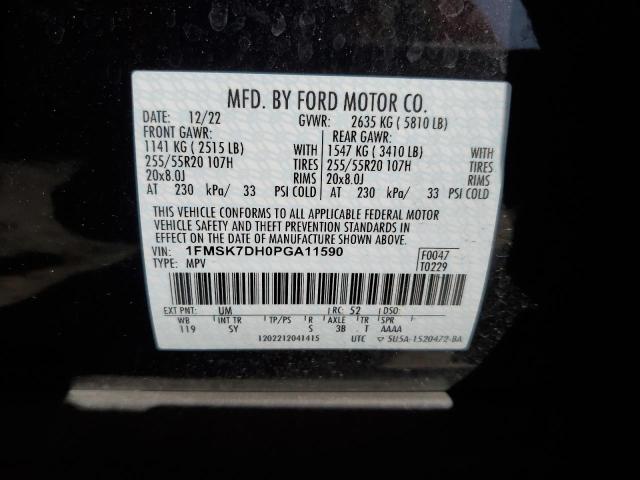 MFD. BY FORD MOTOR CO.
DATE: 12/22 GVWR: 2635 KG ( 5810 LB)
FRONT GAWR: REAR GAWR:
1141 KG ( 2515 LB) WITH 1547 KG ( 3410 LB) WITH
255/55R20 107H TIRES 255/55R20 107H TIRES
20x8.0J RIMS 20x8.0J RIMS
AT 230 kPa/ 33 PSI COLD AT 230 kPa/ 33 PSI COLD
THIS VEHICLE CONFORMS TO ALL APPLICABLE FEDERAL MOTOR
VEHICLE SAFETY AND THEFT PREVENTION STANDARDS IN
EFFECT ON THE DATE OF MANUFACTURE SHOWN ABOVE.
VIN: 1FMSK7DH0PGA11590 F0047
TYPE: MPV T0229
EXT PNT: UM RC: 52
WB INT TR TP/PS R AXLE TR SPR
119 SY S 3B T AAAA
1202212041415 UTC 5U5A-1520472-BA